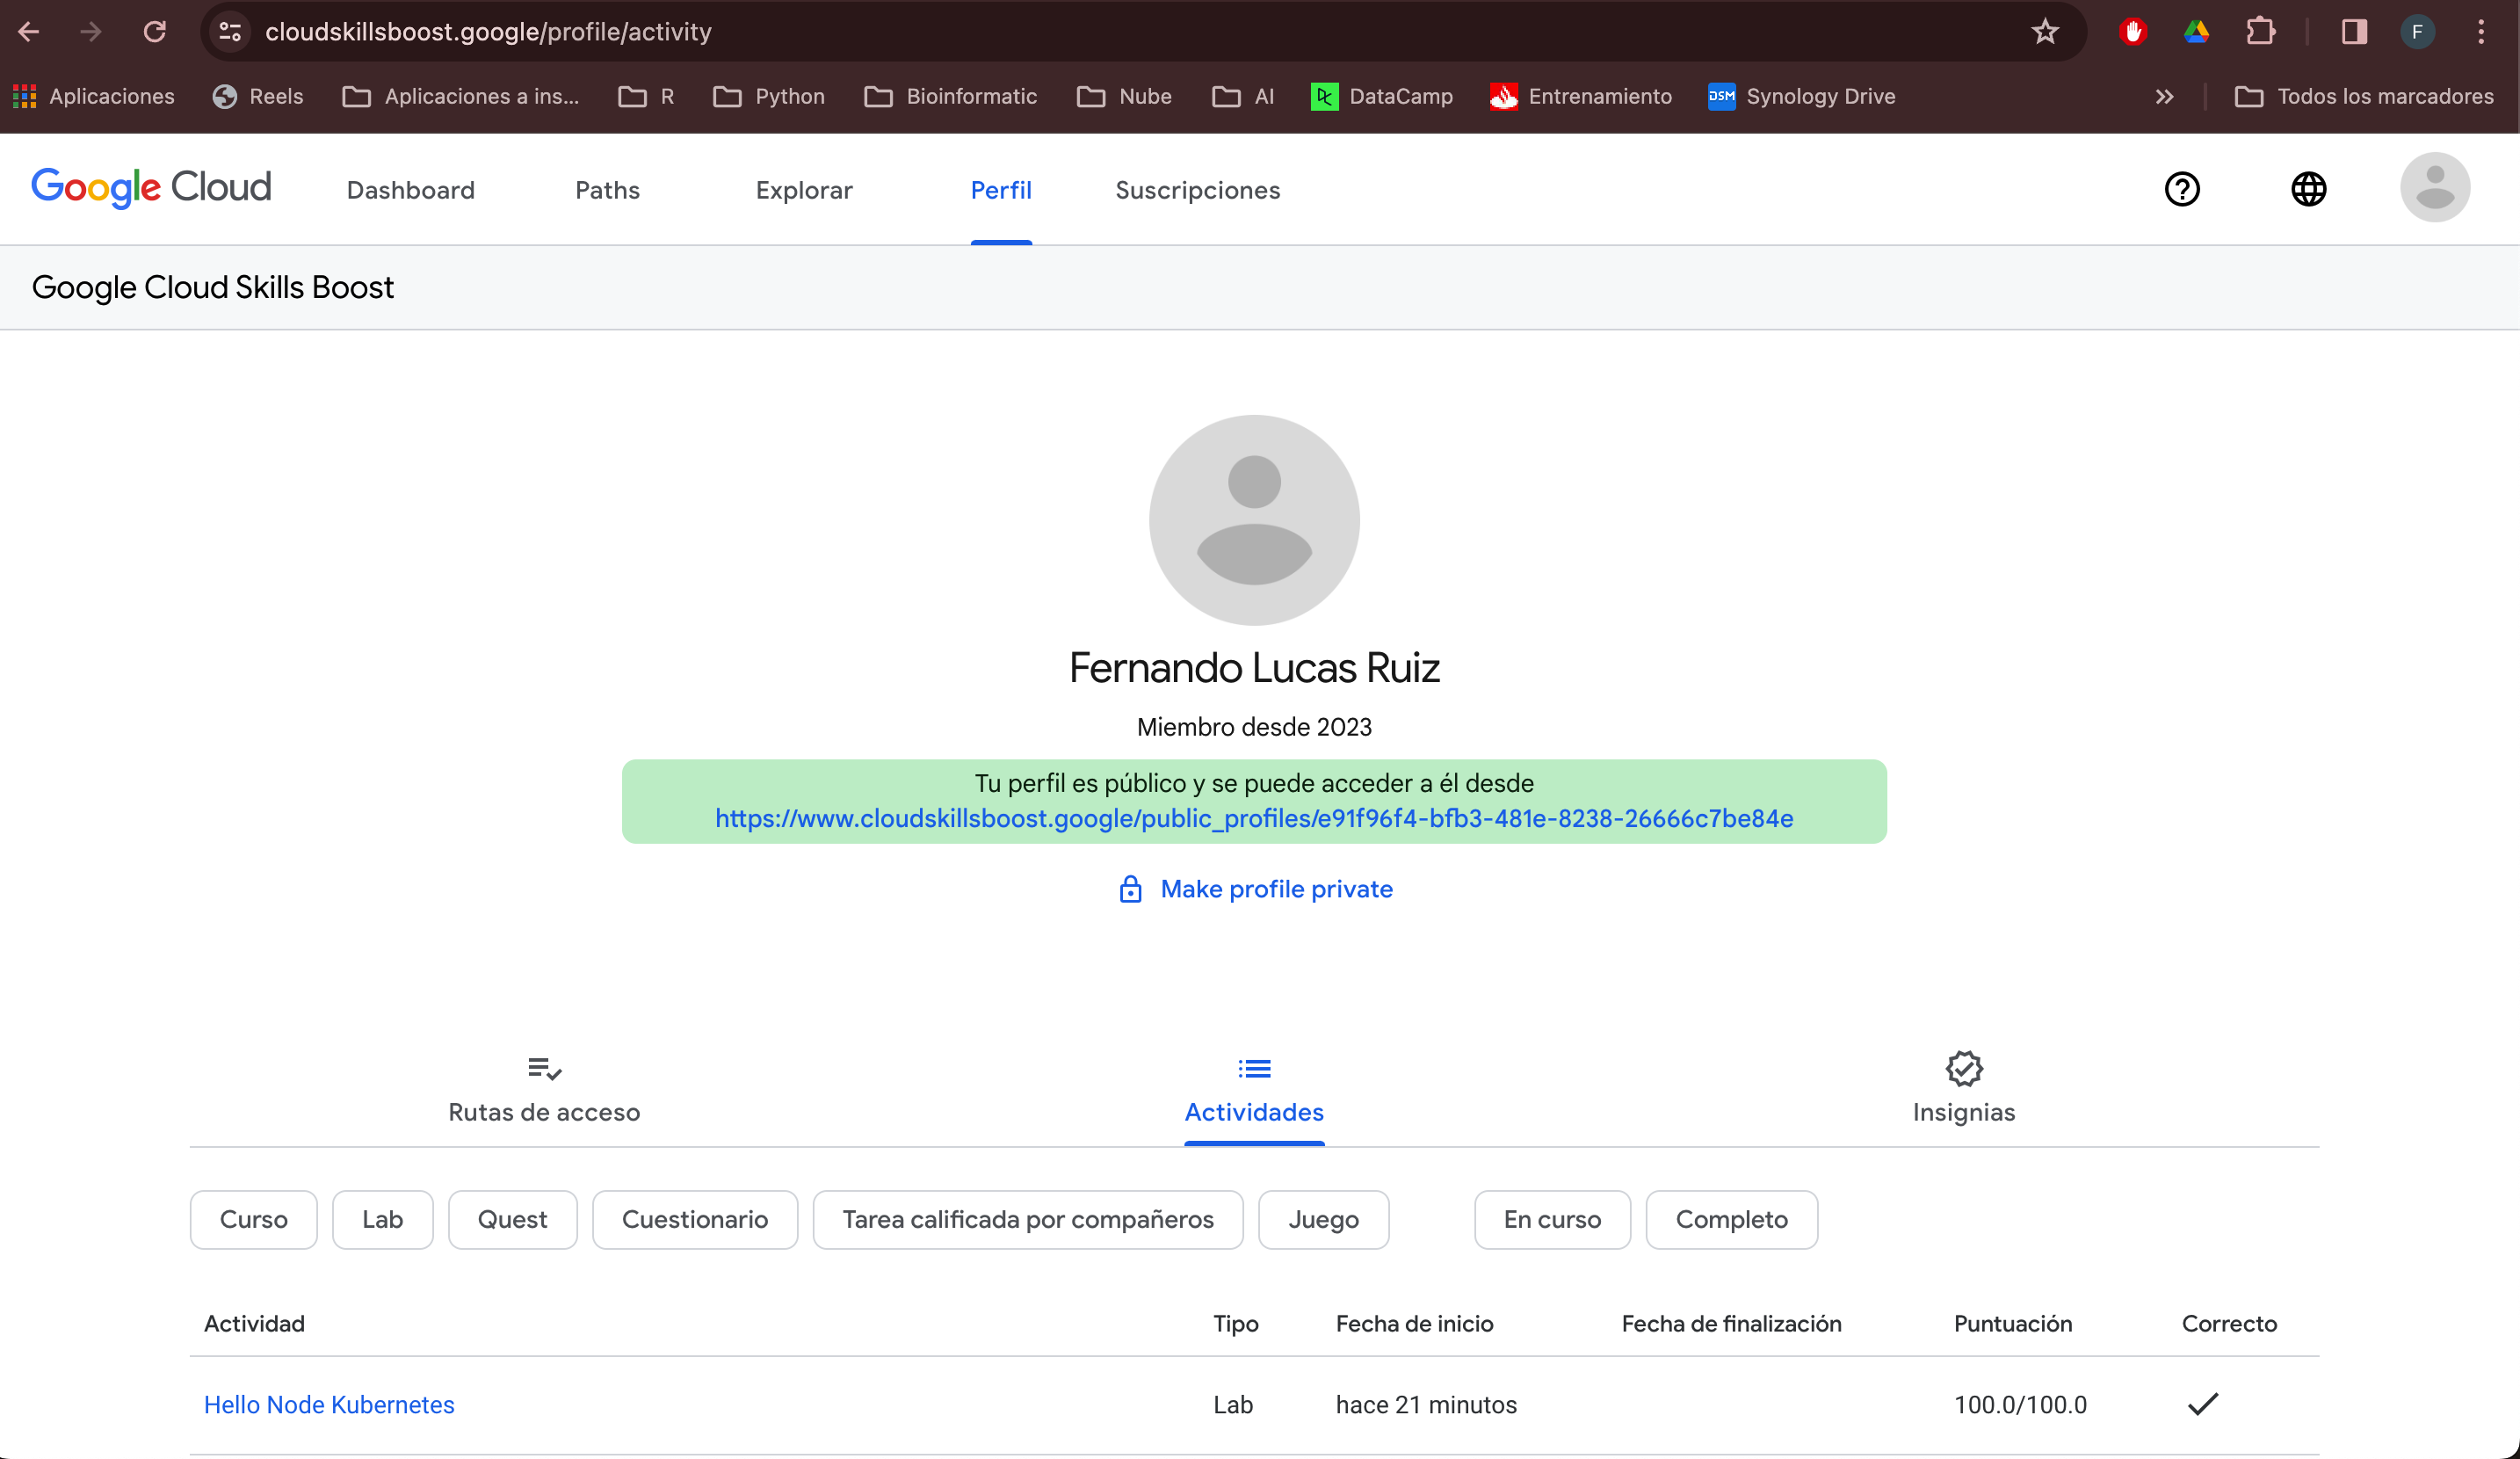 cloudskillsboost.google/profile/activity
F
Aplicaciones Reels Aplicaciones a ins... R Python Bioinformatic Nube AI DataCamp Entrenamiento DSM Synology Drive Todos los marcadores
Google Cloud Dashboard Paths Explorar Perfil Suscripciones
Google Cloud Skills Boost
Fernando Lucas Ruiz
Miembro desde 2023
Tu perfil es público y se puede acceder a él desde
https://www.cloudskillsboost.google/public_profiles/e91f96f4-bfb3-481e-8238-26666c7be84e
Make profile private
Rutas de acceso Actividades Insignias
Curso Lab Quest Cuestionario Tarea calificada por compañeros Juego En curso Completo
Actividad Tipo Fecha de inicio Fecha de finalización Puntuación Correcto
Hello Node Kubernetes Lab hace 21 minutos 100.0/100.0